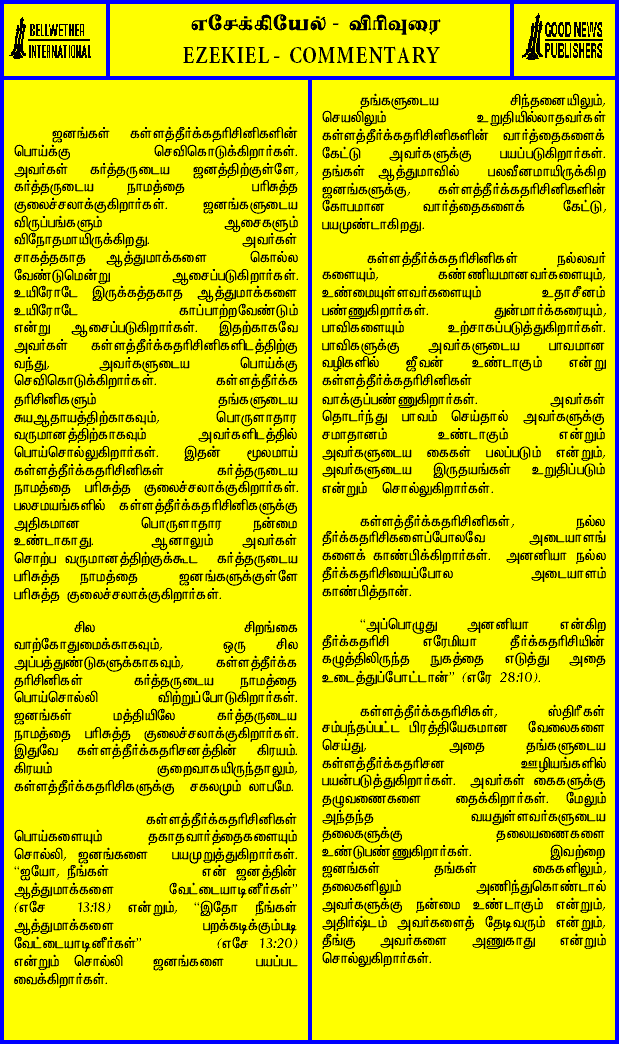 BELLWETHER
INTERNATIONAL
எசேக்கியேல் - விரிவுரை
EZEKIEL - COMMENTARY
GOOD NEWS
PUBLISHERS
ஜனங்கள் கள்ளத்தீர்க்கதரிசினிகளின்
பொய்க்கு செவிகொடுக்கிறார்கள்.
அவர்கள் கர்த்தருடைய ஜனத்திற்குள்ளே,
கர்த்தருடைய நாமத்தை பரிசுத்த
குலைச்சலாக்குகிறார்கள். ஜனங்களுடைய
விருப்பங்களும் ஆசைகளும்
விநோதமாயிருக்கிறது. அவர்கள்
சாகத்தகாத ஆத்துமாக்களை கொல்ல
வேண்டுமென்று ஆசைப்படுகிறார்கள்.
உயிரோடே இருக்கத்தகாத ஆத்துமாக்களை
உயிரோடே காப்பாற்றவேண்டும்
என்று ஆசைப்படுகிறார்கள். இதற்காகவே
அவர்கள் கள்ளத்தீர்க்கதரிசினிகளிடத்திற்கு
வந்து, அவர்களுடைய பொய்க்கு
செவிகொடுக்கிறார்கள். கள்ளத்தீர்க்க
தரிசினிகளும் தங்களுடைய
சுயஆதாயத்திற்காகவும், பொருளாதார
வருமானத்திற்காகவும் அவர்களிடத்தில்
பொய்சொல்லுகிறார்கள். இதன் மூலமாய்
கள்ளத்தீர்க்கதரிசினிகள் கர்த்தருடைய
நாமத்தை பரிசுத்த குலைச்சலாக்குகிறார்கள்.
பலசமயங்களில் கள்ளத்தீர்க்கதரிசினிகளுக்கு
அதிகமான பொருளாதார நன்மை
உண்டாகாது. ஆனாலும் அவர்கள்
சொற்ப வருமானத்திற்குக்கூட கர்த்தருடைய
பரிசுத்த நாமத்தை ஜனங்களுக்குள்ளே
பரிசுத்த குலைச்சலாக்குகிறார்கள்.
சில சிறங்கை
வாற்கோதுமைக்காகவும், ஒரு சில
அப்பத்துண்டுகளுக்காகவும், கள்ளத்தீர்க்க
தரிசினிகள் கர்த்தருடைய நாமத்தை
பொய்சொல்லி விற்றுப்போடுகிறார்கள்.
ஜனங்கள் மத்தியிலே கர்த்தருடைய
நாமத்தை பரிசுத்த குலைச்சலாக்குகிறார்கள்.
இதுவே கள்ளத்தீர்க்கதரிசனத்தின் கிரயம்.
கிரயம் குறைவாகயிருந்தாலும்,
கள்ளத்தீர்க்கதரிசிகளுக்கு சகலமும் லாபமே.
கள்ளத்தீர்க்கதரிசினிகள்
பொய்களையும் தகாதவார்த்தைகளையும்
சொல்லி, ஜனங்களை பயமுறுத்துகிறார்கள்.
“ஐயோ, நீங்கள் என் ஜனத்தின்
ஆத்துமாக்களை வேட்டையாடினீர்கள்”
(எசே 13:18) என்றும், “இதோ நீங்கள்
ஆத்துமாக்களை பறக்கடிக்கும்படி
வேட்டையாடினீர்கள்” (எசே 13:20)
என்றும் சொல்லி ஜனங்களை பயப்பட
வைக்கிறார்கள்.
தங்களுடைய சிந்தனையிலும்,
செயலிலும் உறுதியில்லாதவர்கள்
கள்ளத்தீர்க்கதரிசினிகளின் வார்த்தைகளைக்
கேட்டு அவர்களுக்கு பயப்படுகிறார்கள்.
தங்கள் ஆத்துமாவில் பலவீனமாயிருக்கிற
ஜனங்களுக்கு, கள்ளத்தீர்க்கதரிசினிகளின்
கோபமான வார்த்தைகளைக் கேட்டு,
பயமுண்டாகிறது.
கள்ளத்தீர்க்கதரிசினிகள் நல்லவர்
களையும், கண்ணியமானவர்களையும்,
உண்மையுள்ளவர்களையும் உதாசீனம்
பண்ணுகிறார்கள். துன்மார்க்கரையும்,
பாவிகளையும் உற்சாகப்படுத்துகிறார்கள்.
பாவிகளுக்கு அவர்களுடைய பாவமான
வழிகளில் ஜீவன் உண்டாகும் என்று
கள்ளத்தீர்க்கதரிசினிகள்
வாக்குப்பண்ணுகிறார்கள். அவர்கள்
தொடர்ந்து பாவம் செய்தால் அவர்களுக்கு
சமாதானம் உண்டாகும் என்றும்
அவர்களுடைய கைகள் பலப்படும் என்றும்,
அவர்களுடைய இருதயங்கள் உறுதிப்படும்
என்றும் சொல்லுகிறார்கள்.
கள்ளத்தீர்க்கதரிசினிகள், நல்ல
தீர்க்கதரிசிகளைப்போலவே அடையாளங்
களைக் காண்பிக்கிறார்கள். அனனியா நல்ல
தீர்க்கதரிசியைப்போல அடையாளம்
காண்பித்தான்.
“அப்பொழுது அனனியா என்கிற
தீர்க்கதரிசி எரேமியா தீர்க்கதரிசியின்
கழுத்திலிருந்த நுகத்தை எடுத்து அதை
உடைத்துப்போட்டான்” (எரே 28:10).
கள்ளத்தீர்க்கதரிசிகள், ஸ்திரீகள்
சம்பந்தப்பட்ட பிரத்தியேகமான வேலைகளை
செய்து, அதை தங்களுடைய
கள்ளத்தீர்க்கதரிசன ஊழியங்களில்
பயன்படுத்துகிறார்கள். அவர்கள் கைகளுக்கு
தழுவணைகளை தைக்கிறார்கள். மேலும்
அந்தந்த வயதுள்ளவர்களுடைய
தலைகளுக்கு தலையணைகளை
உண்டுபண்ணுகிறார்கள். இவற்றை
ஜனங்கள் தங்கள் கைகளிலும்,
தலைகளிலும் அணிந்துகொண்டால்
அவர்களுக்கு நன்மை உண்டாகும் என்றும்,
அதிர்ஷ்டம் அவர்களைத் தேடிவரும் என்றும்,
தீங்கு அவர்களை அணுகாது என்றும்
சொல்லுகிறார்கள்.